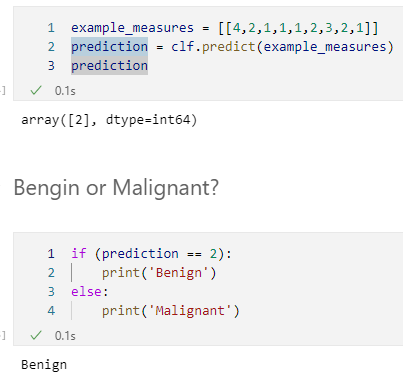 1 example_measures = [[4,2,1,1,1,2,3,2,1]]
2 prediction = clf.predict(example_measures)
3 prediction
] ✓ 0.1s
array([2], dtype=int64)
Bengin or Malignant?
1 if (prediction == 2):
2     print('Benign')
3 else:
4     print('Malignant')
] ✓ 0.1s
Benign